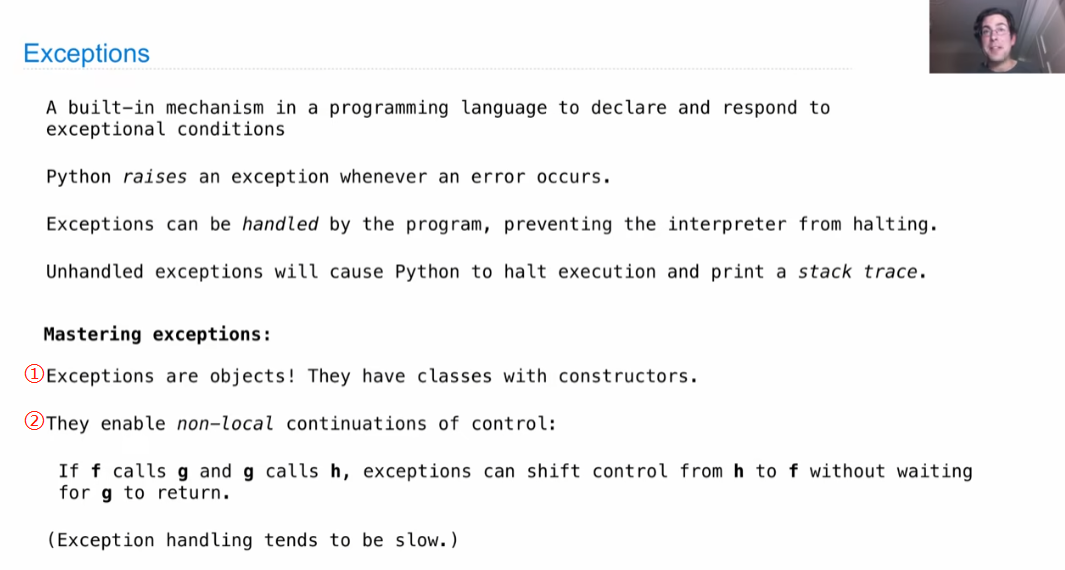 Exceptions
A built-in mechanism in a programming language to declare and respond to
exceptional conditions
Python raises an exception whenever an error occurs.
Exceptions can be handled by the program, preventing the interpreter from halting.
Unhandled exceptions will cause Python to halt execution and print a stack trace.
Mastering exceptions:
①Exceptions are objects! They have classes with constructors.
②They enable non-local continuations of control:
If f calls g and g calls h, exceptions can shift control from h to f without waiting
for g to return.
(Exception handling tends to be slow.)